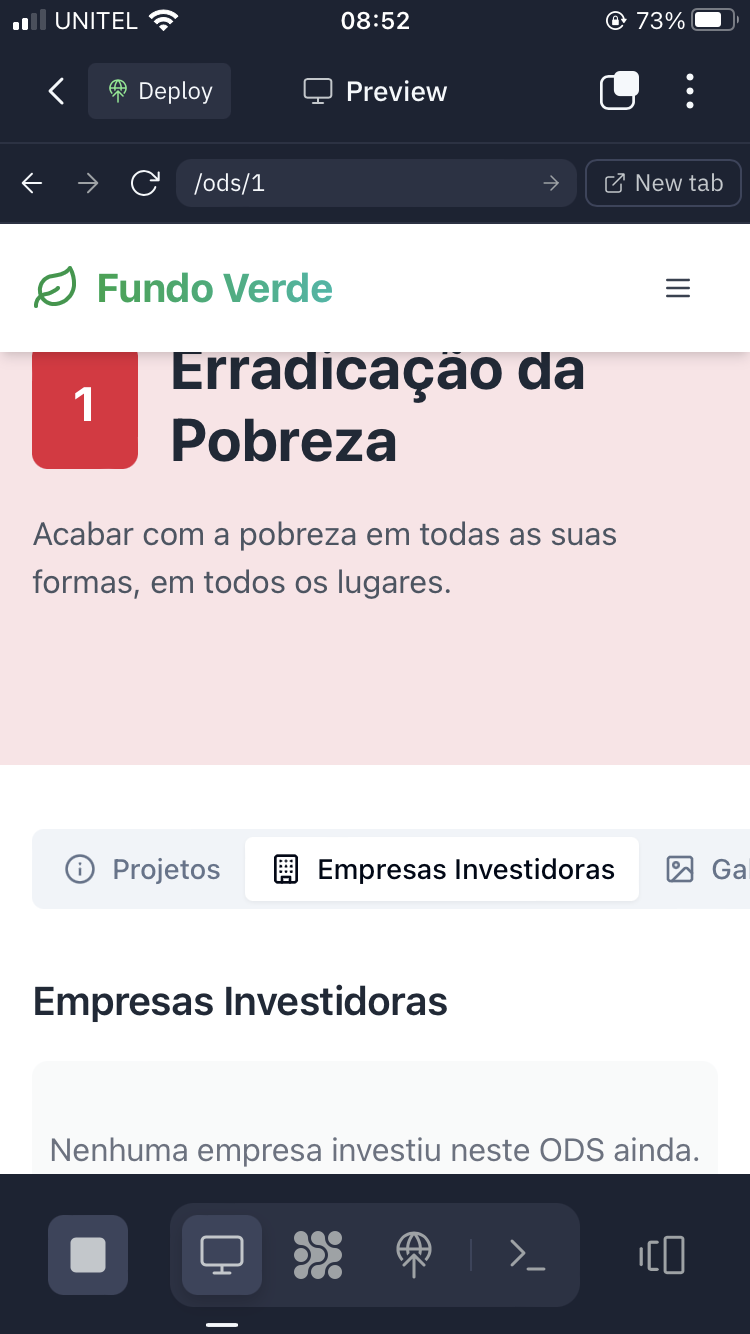 UNITEL 08:52 73%
Deploy Preview
/ods/1 New tab
Fundo Verde
1
Erradicação da
Pobreza
Acabar com a pobreza em todas as suas
formas, em todos os lugares.
Projetos Empresas Investidoras
Empresas Investidoras
Nenhuma empresa investiu neste ODS ainda.